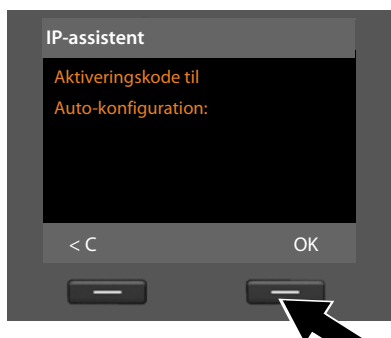 IP-assistent
Aktiveringskode til
Auto-konfiguration:
< C OK